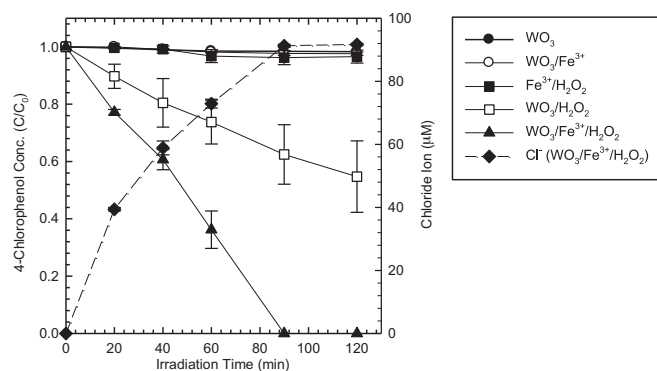 4-Chlorophenol Conc. (C/C₀)
1.0
0.8
0.6
0.4
0.2
0.0
0 20 40 60 80 100 120
Irradiation Time (min)
100
80
60
40
20
0
Chloride Ion (μM)
WO₃
WO₃/Fe³⁺
Fe³⁺/H₂O₂
WO₃/H₂O₂
WO₃/Fe³⁺/H₂O₂
Cl⁻ (WO₃/Fe³⁺/H₂O₂)